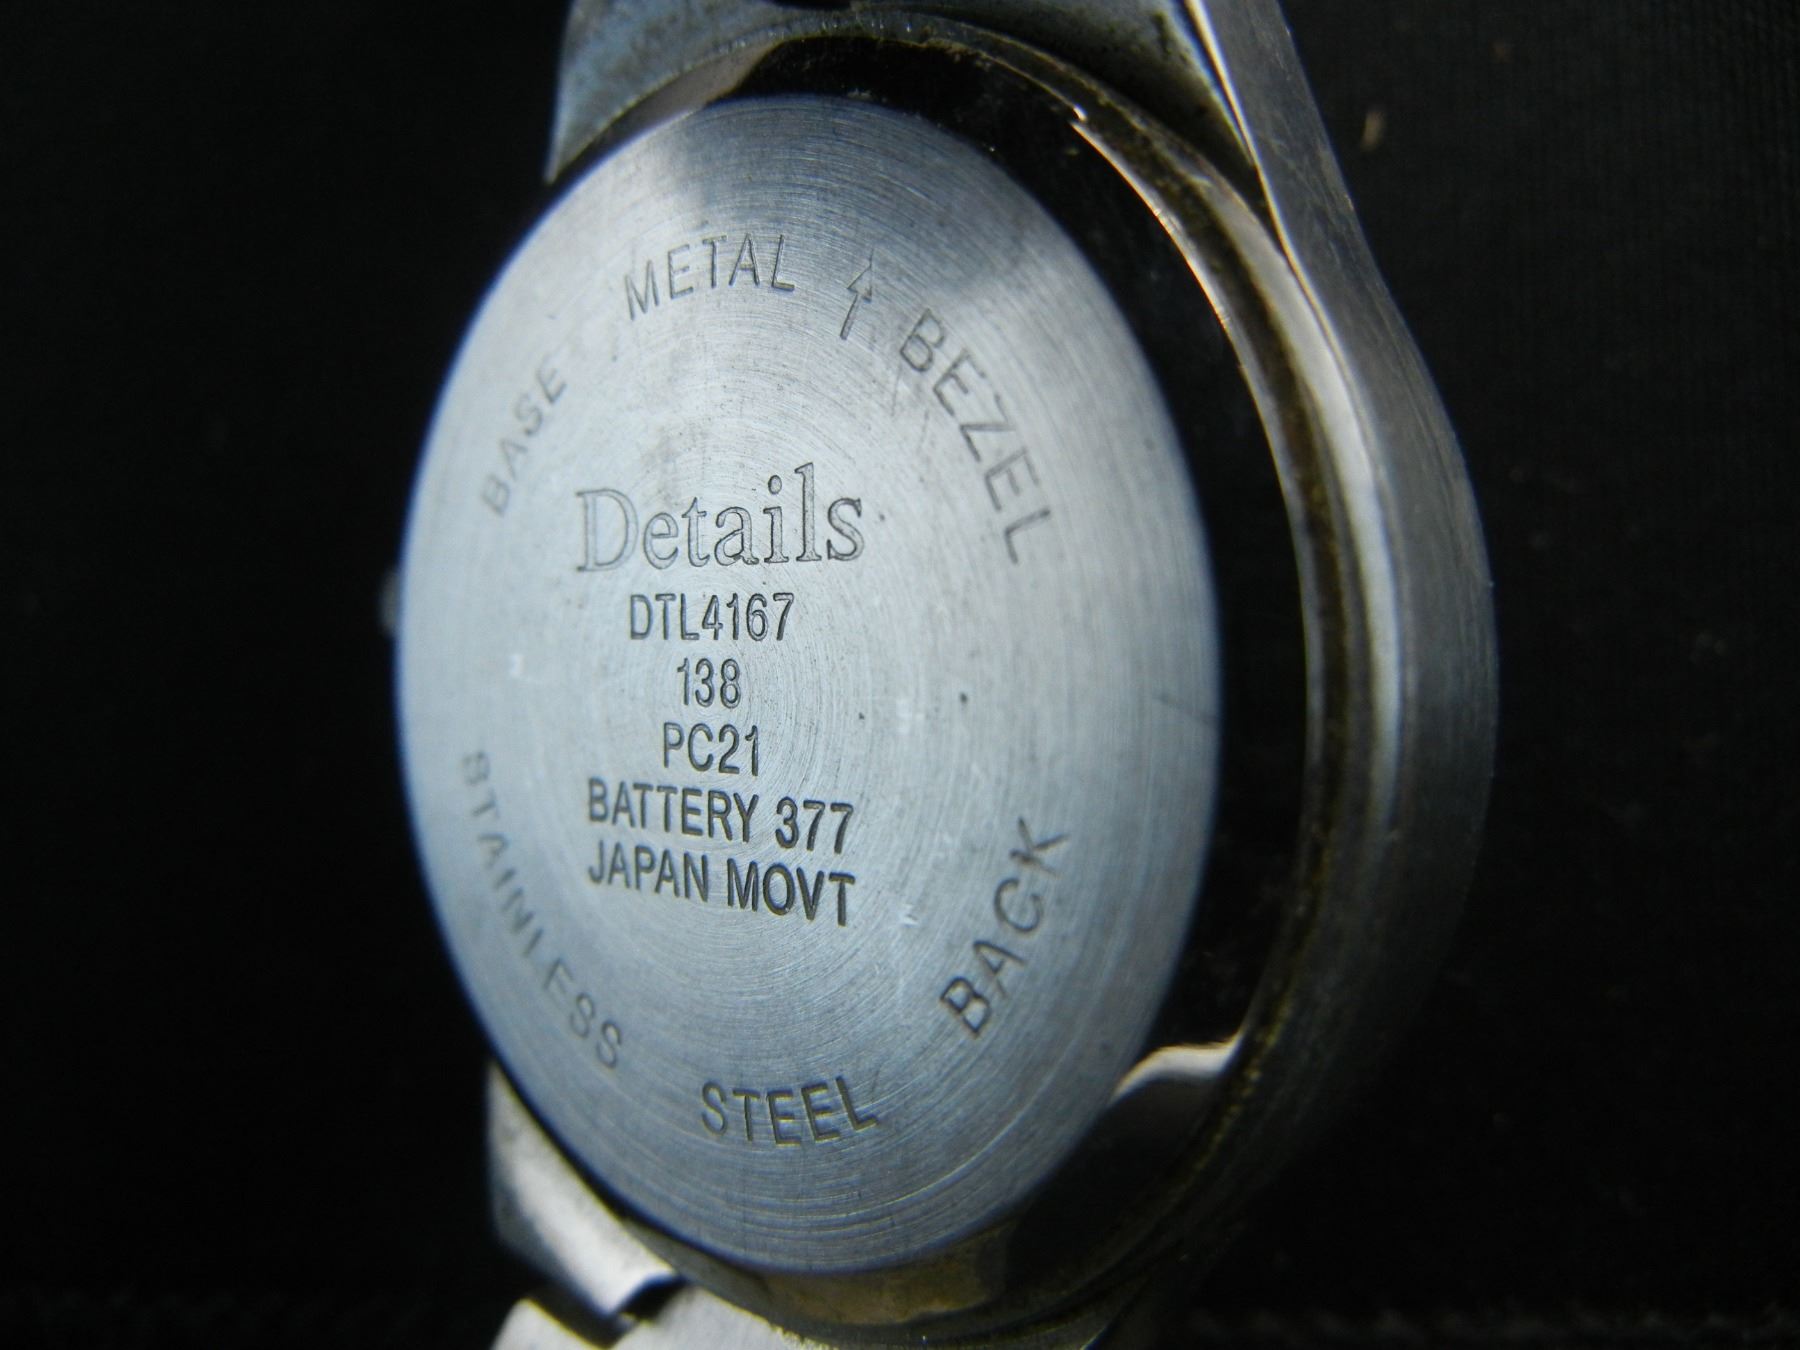 BASE METAL BEZEL
Details
DTL4167
138
PC21
BATTERY 377
JAPAN MOVT
STAINLESS STEEL BACK